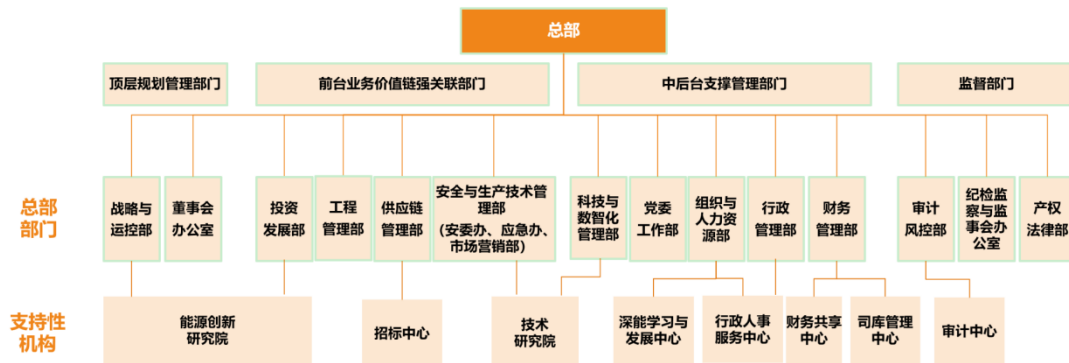 总部
顶层规划管理部门
前台业务价值链强关联部门
中后台支撑管理部门
监督部门
总部
部门
战略与
运控部
董事会
办公室
投资
发展部
工程
管理部
供应链
管理部
安全与生产技术管
理部
（安委办、应急办、
市场营销部）
科技与
数智化
管理部
党委
工作部
组织与
人力资
源部
行政
管理部
财务
管理部
审计
风控部
纪检监
察与监
事会办
公室
产权
法律部
支持性
机构
能源创新
研究院
招标中心
技术
研究院
深能学习与
发展中心
行政人事
服务中心
财务共享
中心
司库管理
中心
审计中心